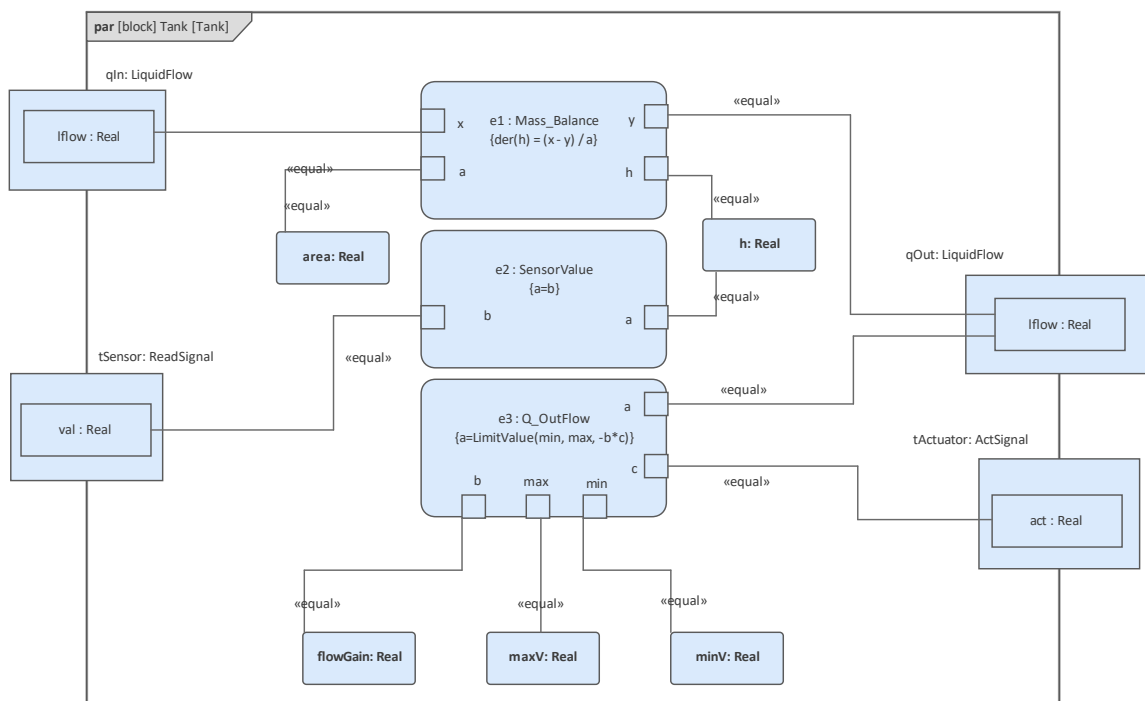 par [block] Tank [Tank]
qIn: LiquidFlow
lflow : Real
x
e1 : Mass_Balance
{der(h) = (x - y) / a}
y
«equal»
a
h
«equal»
«equal»
«equal»
area: Real
h: Real
e2 : SensorValue
{a=b}
qOut: LiquidFlow
b
a
«equal»
lflow : Real
tSensor: ReadSignal
«equal»
val : Real
a
«equal»
e3 : Q_OutFlow
{a=LimitValue(min, max, -b*c)}
c
tActuator: ActSignal
b
max
min
«equal»
act : Real
«equal»
«equal»
«equal»
flowGain: Real
maxV: Real
minV: Real